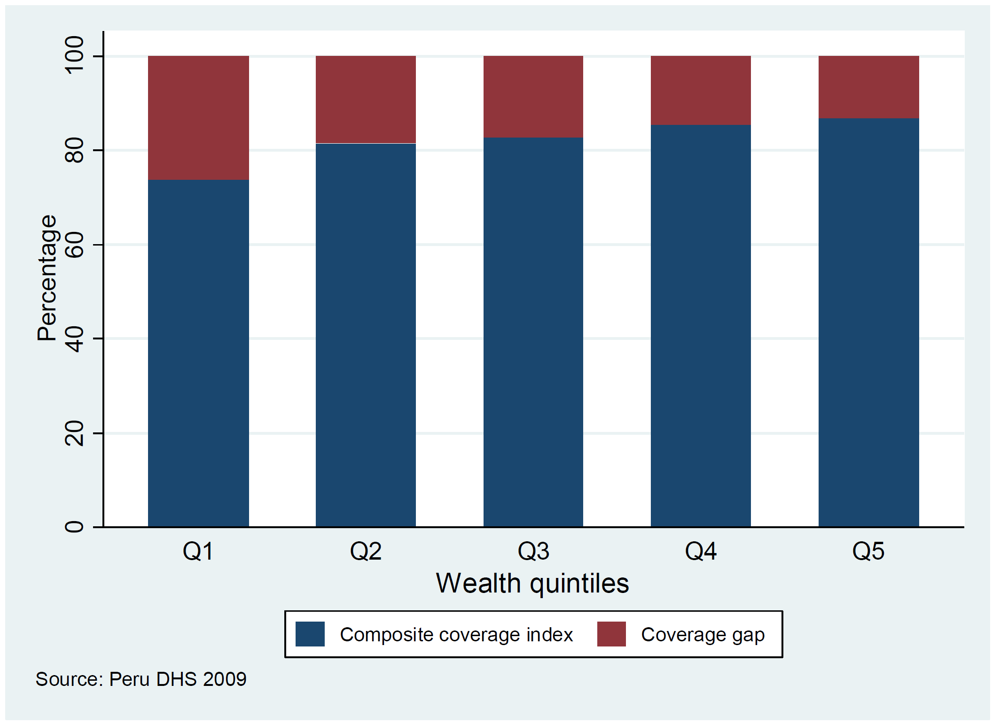 Percentage
100
80
60
40
20
0
Q1 Q2 Q3 Q4 Q5
Wealth quintiles
Composite coverage index Coverage gap
Source: Peru DHS 2009